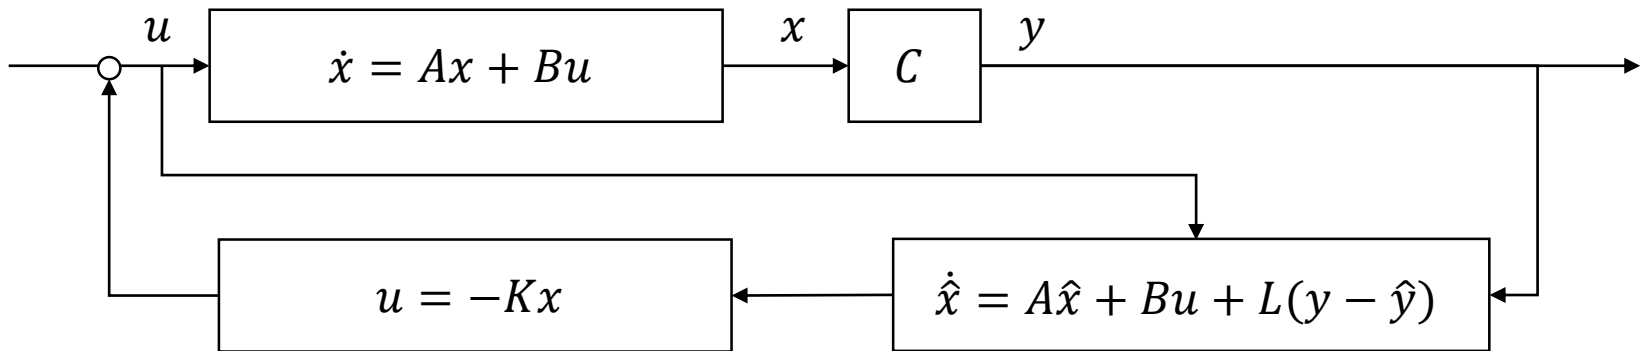 u
ẋ = Ax + Bu
x
C
y
u = −Kx
x̂̇ = Ax̂ + Bu + L(y − ŷ)